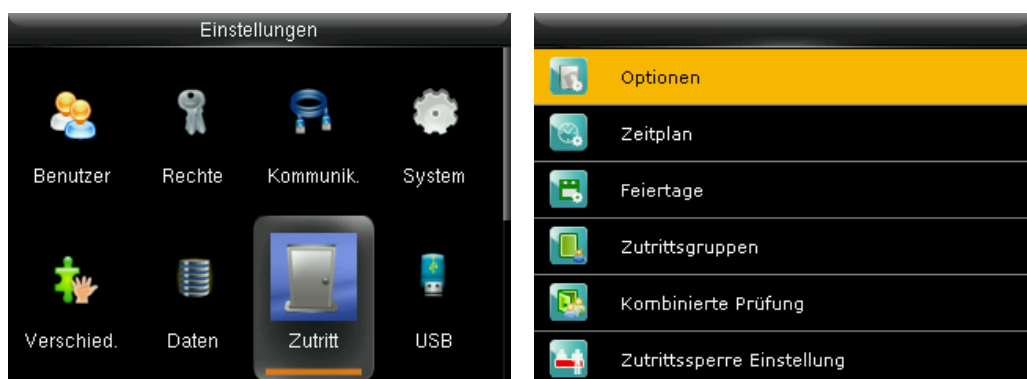 Einstellungen
Benutzer Rechte Kommunik. System
Verschied. Daten Zutritt USB
Optionen
Zeitplan
Feiertage
Zutrittsgruppen
Kombinierte Prüfung
Zutrittssperre Einstellung